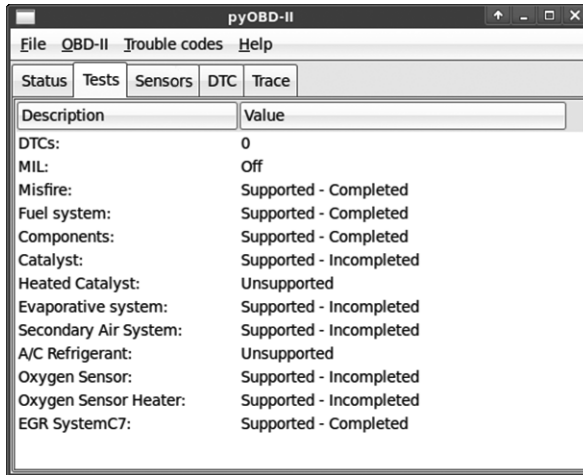 pyOBD-II
File OBD-II Trouble codes Help
Status Tests Sensors DTC Trace
Description Value
DTCs: 0
MIL: Off
Misfire: Supported - Completed
Fuel system: Supported - Completed
Components: Supported - Completed
Catalyst: Supported - Incompleted
Heated Catalyst: Unsupported
Evaporative system: Supported - Incompleted
Secondary Air System: Supported - Incompleted
A/C Refrigerant: Unsupported
Oxygen Sensor: Supported - Incompleted
Oxygen Sensor Heater: Supported - Incompleted
EGR SystemC7: Supported - Completed